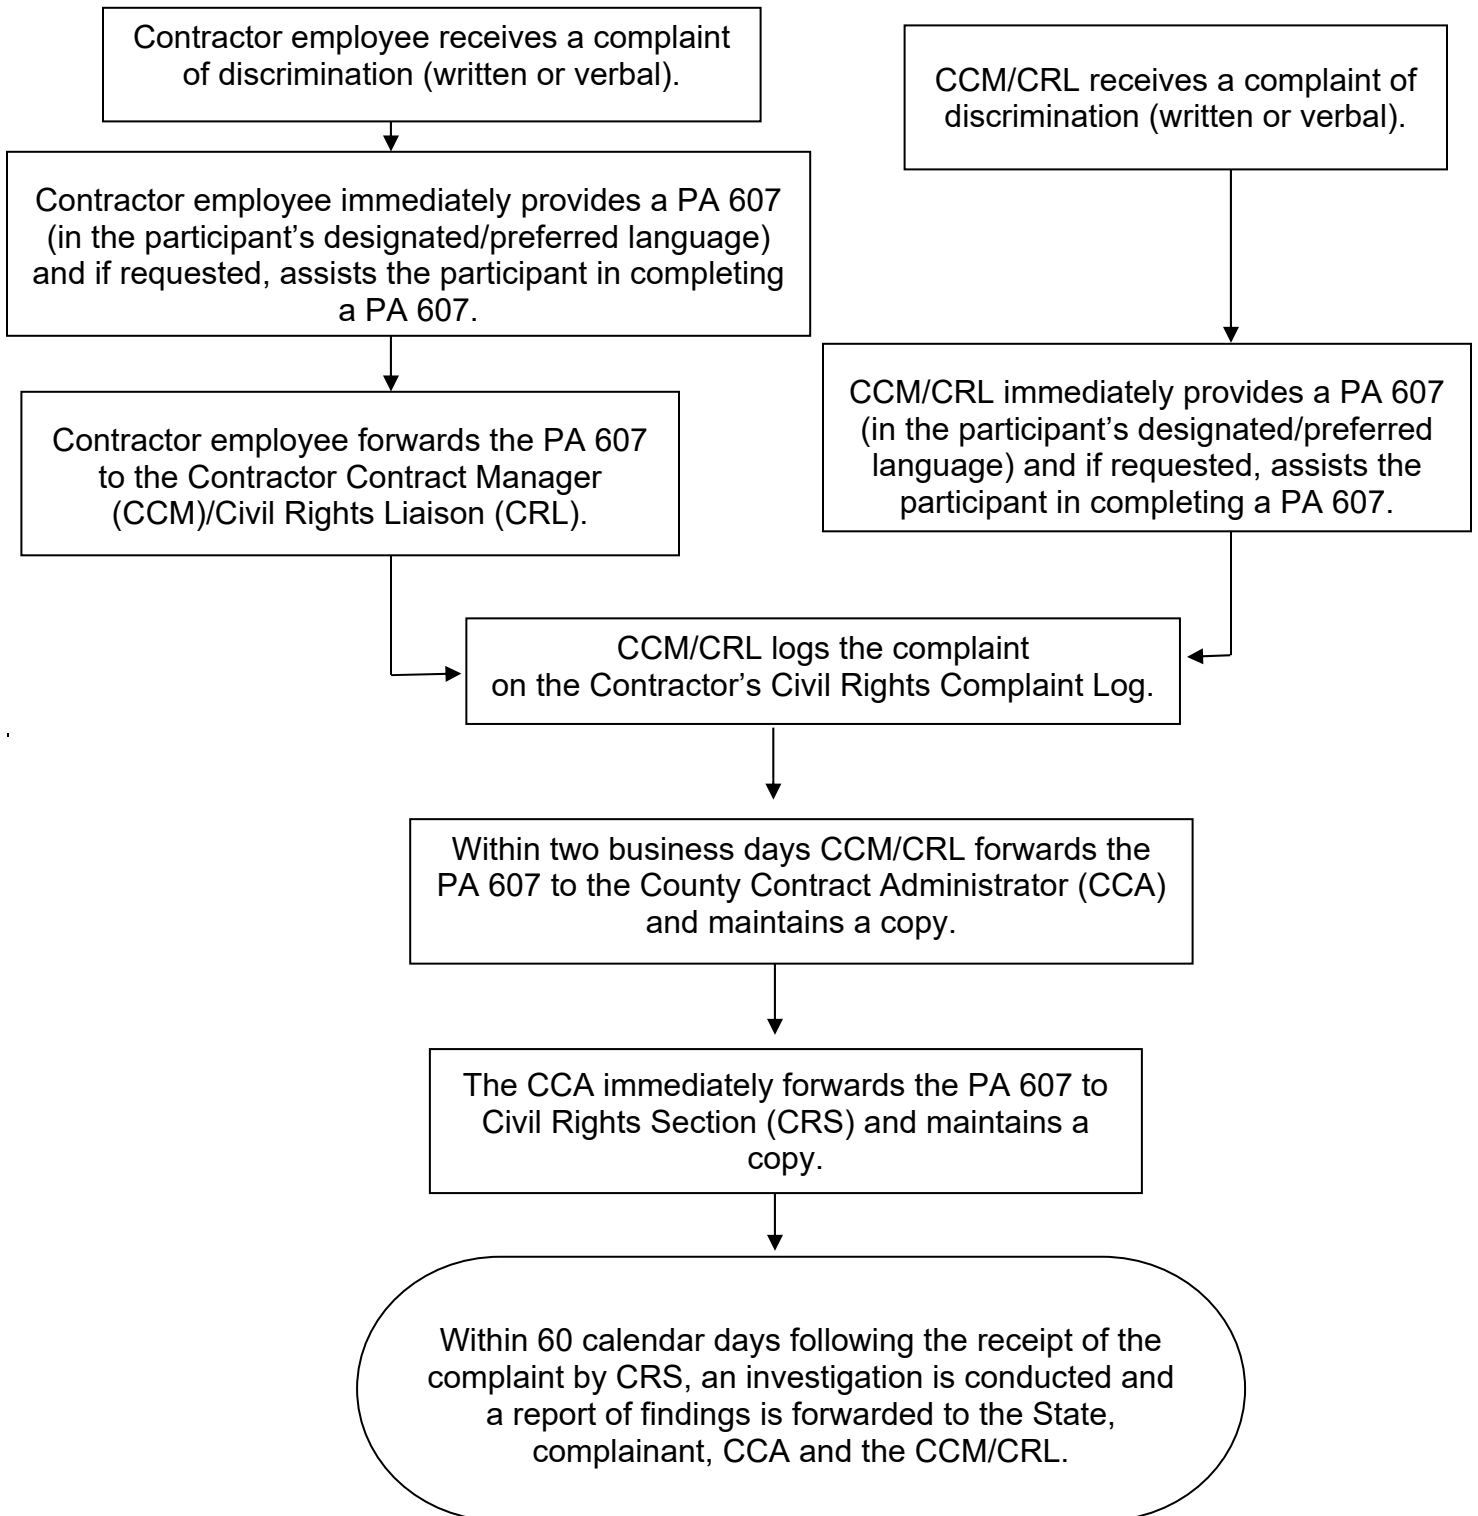 Contractor employee receives a complaint
of discrimination (written or verbal).
CCM/CRL receives a complaint of
discrimination (written or verbal).
Contractor employee immediately provides a PA 607
(in the participant’s designated/preferred language)
and if requested, assists the participant in completing
a PA 607.
CCM/CRL immediately provides a PA 607
(in the participant’s designated/preferred
language) and if requested, assists the
participant in completing a PA 607.
Contractor employee forwards the PA 607
to the Contractor Contract Manager
(CCM)/Civil Rights Liaison (CRL).
CCM/CRL logs the complaint
on the Contractor’s Civil Rights Complaint Log.
Within two business days CCM/CRL forwards the
PA 607 to the County Contract Administrator (CCA)
and maintains a copy.
The CCA immediately forwards the PA 607 to
Civil Rights Section (CRS) and maintains a
copy.
Within 60 calendar days following the receipt of the
complaint by CRS, an investigation is conducted and
a report of findings is forwarded to the State,
complainant, CCA and the CCM/CRL.